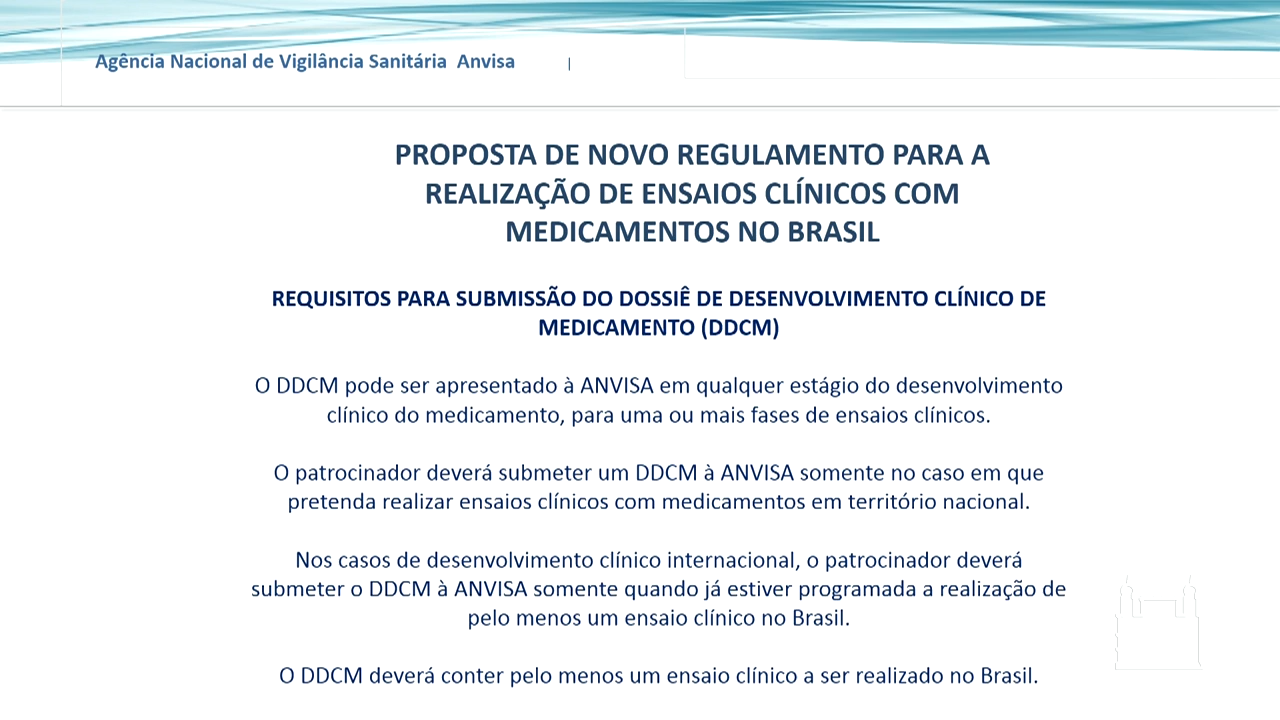 Agência Nacional de Vigilância Sanitária Anvisa |
PROPOSTA DE NOVO REGULAMENTO PARA A
REALIZAÇÃO DE ENSAIOS CLÍNICOS COM
MEDICAMENTOS NO BRASIL
REQUISITOS PARA SUBMISSÃO DO DOSSIÊ DE DESENVOLVIMENTO CLÍNICO DE
MEDICAMENTO (DDCM)
O DDCM pode ser apresentado à ANVISA em qualquer estágio do desenvolvimento
clínico do medicamento, para uma ou mais fases de ensaios clínicos.
O patrocinador deverá submeter um DDCM à ANVISA somente no caso em que
pretenda realizar ensaios clínicos com medicamentos em território nacional.
Nos casos de desenvolvimento clínico internacional, o patrocinador deverá
submeter o DDCM à ANVISA somente quando já estiver programada a realização de
pelo menos um ensaio clínico no Brasil.
O DDCM deverá conter pelo menos um ensaio clínico a ser realizado no Brasil.